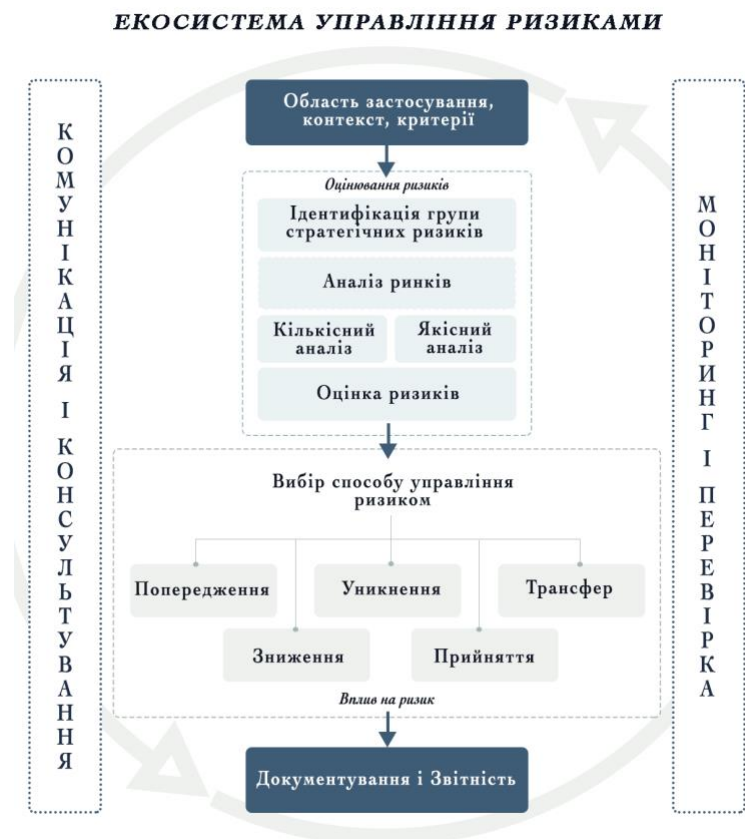 ЕКОСИСТЕМА УПРАВЛІННЯ РИЗИКАМИ
КОМУНІКАЦІЯ І КОНСУЛЬТУВАННЯ
Область застосування,
контекст, критерії
Оцінювання ризиків
Ідентифікація групи
стратегічних ризиків
Аналіз ринків
Кількісний
аналіз
Якісний
аналіз
Оцінка ризиків
Вибір способу управління
ризиком
Попередження
Уникнення
Трансфер
Зниження
Прийняття
Вплив на ризик
Документування і Звітність
МОНІТОРИНГ І ПЕРЕВІРКА